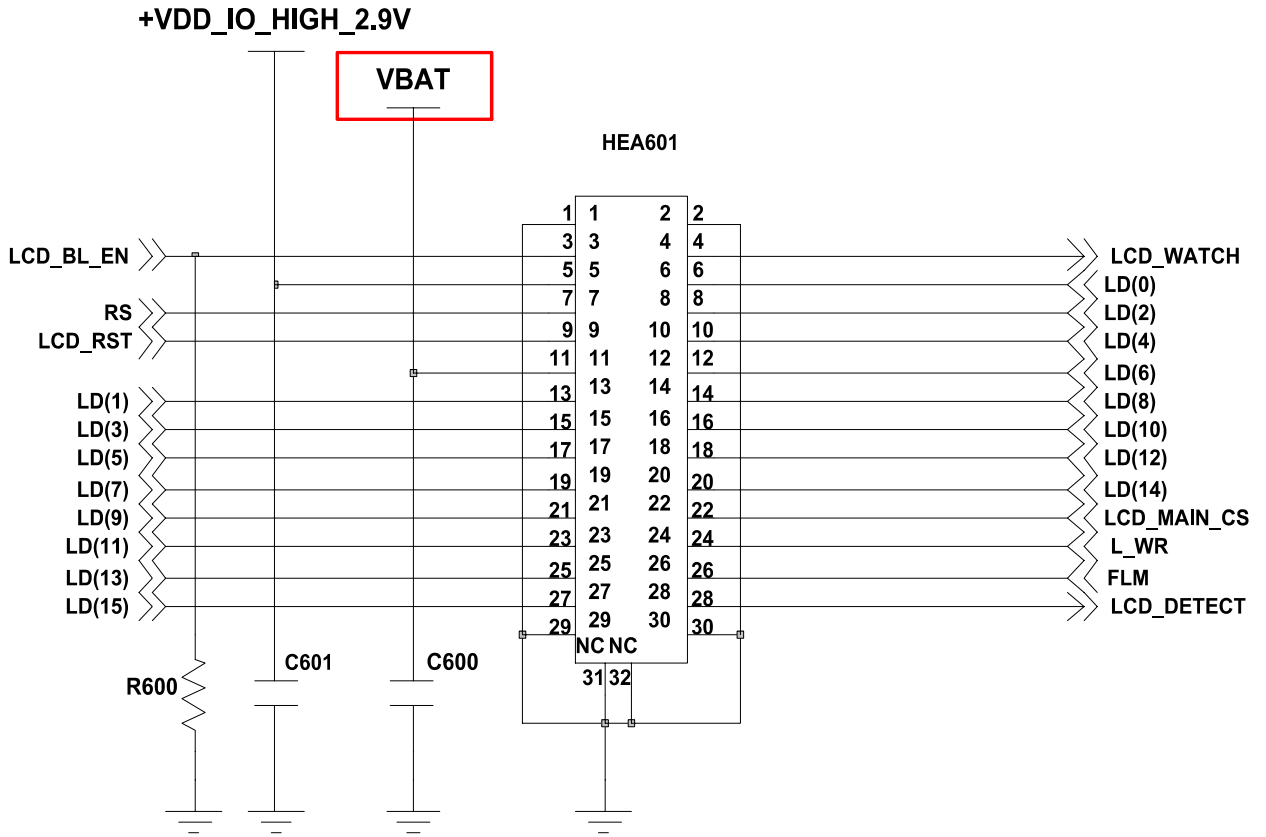 +VDD_IO_HIGH_2.9V
VBAT
HEA601
1 1 2 2
LCD_BL_EN 3 3 4 4 LCD_WATCH
5 5 6 6 LD(0)
RS 7 7 8 8 LD(2)
LCD_RST 9 9 10 10 LD(4)
11 11 12 12 LD(6)
LD(1) 13 13 14 14 LD(8)
LD(3) 15 15 16 16 LD(10)
LD(5) 17 17 18 18 LD(12)
LD(7) 19 19 20 20 LD(14)
LD(9) 21 21 22 22 LCD_MAIN_CS
LD(11) 23 23 24 24 L_WR
LD(13) 25 25 26 26 FLM
LD(15) 27 27 28 28 LCD_DETECT
29 29 30 30
NC NC
31 32
R600 C601 C600